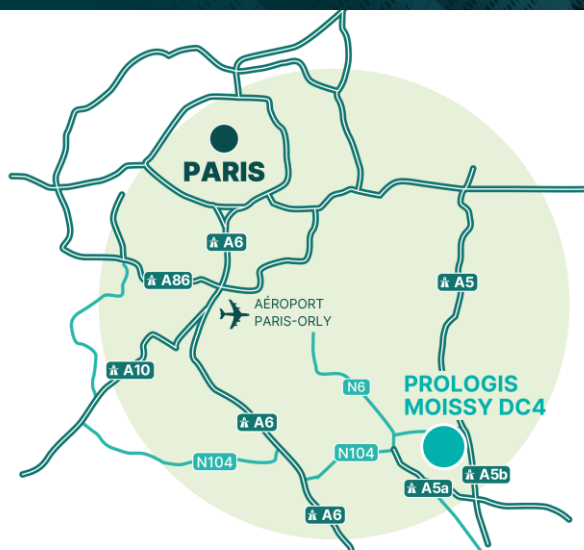 PARIS
A6
A86
A5
AÉROPORT
PARIS-ORLY
A10
N6
PROLOGIS
MOISSY DC4
A6
N104
N104
A5b
A5a
A6